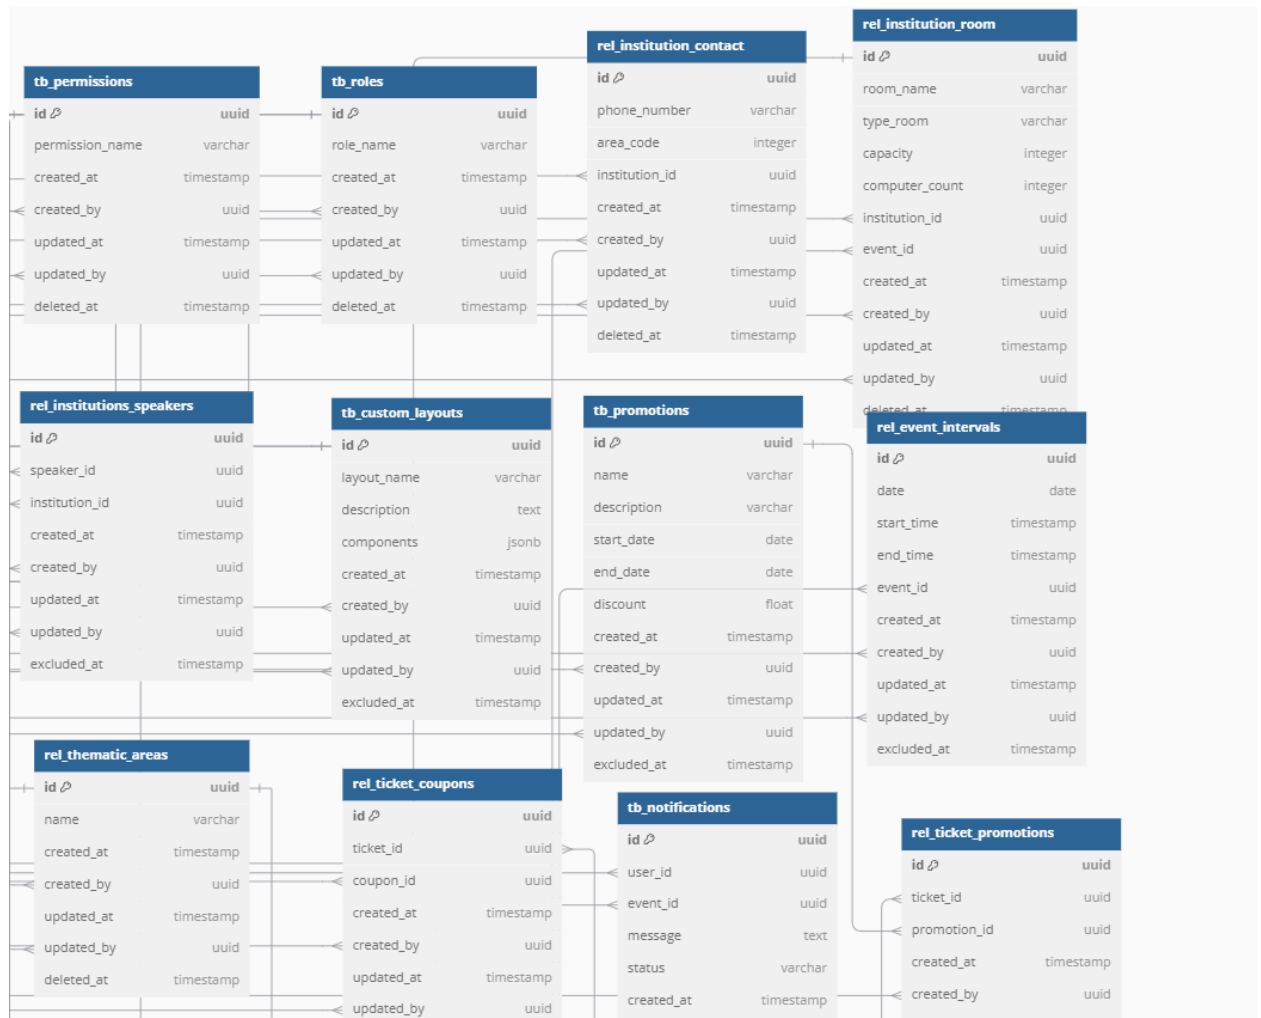 tb_permissions
id uuid
permission_name varchar
created_at timestamp
created_by uuid
updated_at timestamp
updated_by uuid
deleted_at timestamp
tb_roles
id uuid
role_name varchar
created_at timestamp
created_by uuid
updated_at timestamp
updated_by uuid
deleted_at timestamp
rel_institution_contact
id uuid
phone_number varchar
area_code integer
institution_id uuid
created_at timestamp
created_by uuid
updated_at timestamp
updated_by uuid
deleted_at timestamp
rel_institution_room
id uuid
room_name varchar
type_room varchar
capacity integer
computer_count integer
institution_id uuid
event_id uuid
created_at timestamp
created_by uuid
updated_at timestamp
updated_by uuid
deleted_at timestamp
rel_institutions_speakers
id uuid
speaker_id uuid
institution_id uuid
created_at timestamp
created_by uuid
updated_at timestamp
updated_by uuid
excluded_at timestamp
tb_custom_layouts
id uuid
layout_name varchar
description text
components jsonb
created_at timestamp
created_by uuid
updated_at timestamp
updated_by uuid
excluded_at timestamp
tb_promotions
id uuid
name varchar
description varchar
start_date date
end_date date
discount float
created_at timestamp
created_by uuid
updated_at timestamp
updated_by uuid
excluded_at timestamp
rel_event_intervals
id uuid
date date
start_time timestamp
end_time timestamp
event_id uuid
created_at timestamp
created_by uuid
updated_at timestamp
updated_by uuid
excluded_at timestamp
rel_thematic_areas
id uuid
name varchar
created_at timestamp
created_by uuid
updated_at timestamp
updated_by uuid
deleted_at timestamp
rel_ticket_coupons
id uuid
ticket_id uuid
coupon_id uuid
created_at timestamp
created_by uuid
updated_at timestamp
updated_by uuid
tb_notifications
id uuid
user_id uuid
event_id uuid
message text
status varchar
created_at timestamp
rel_ticket_promotions
id uuid
ticket_id uuid
promotion_id uuid
created_at timestamp
created_by uuid